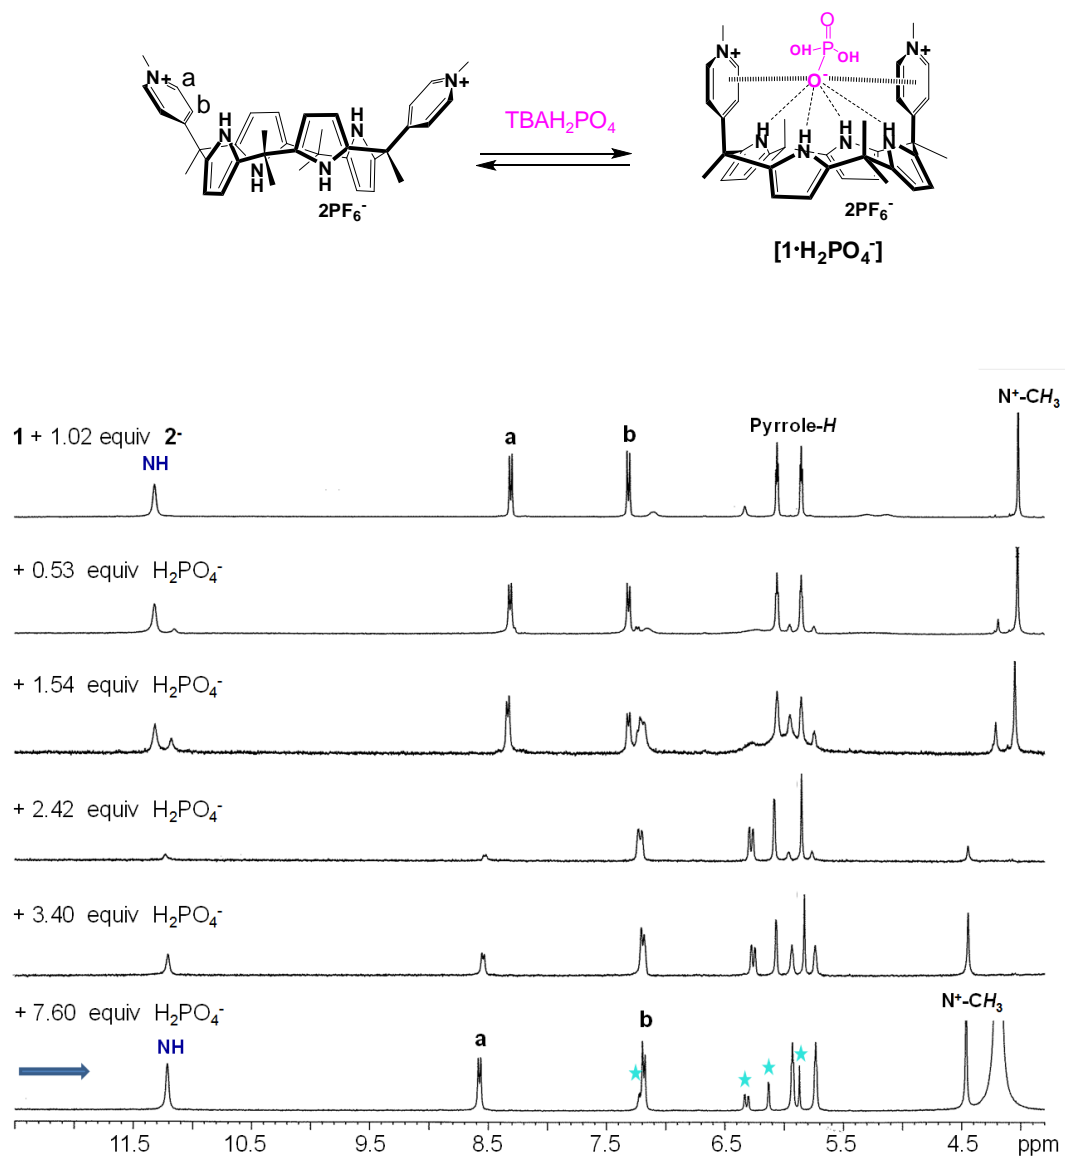 N+
a
b
H
N
N
H
H
N
N
H
N+
2PF6-
TBAH2PO4
O
OH
P
OH
O-
N+
N+
H
N
H
N
H
N
H
N
2PF6-
[1•H2PO4-]
N+-CH3
1 + 1.02 equiv 2-
NH
a
b
Pyrrole-H
+ 0.53 equiv H2PO4-
+ 1.54 equiv H2PO4-
+ 2.42 equiv H2PO4-
+ 3.40 equiv H2PO4-
+ 7.60 equiv H2PO4-
NH
a
b
N+-CH3
11.5 10.5 9.5 8.5 7.5 6.5 5.5 4.5 ppm